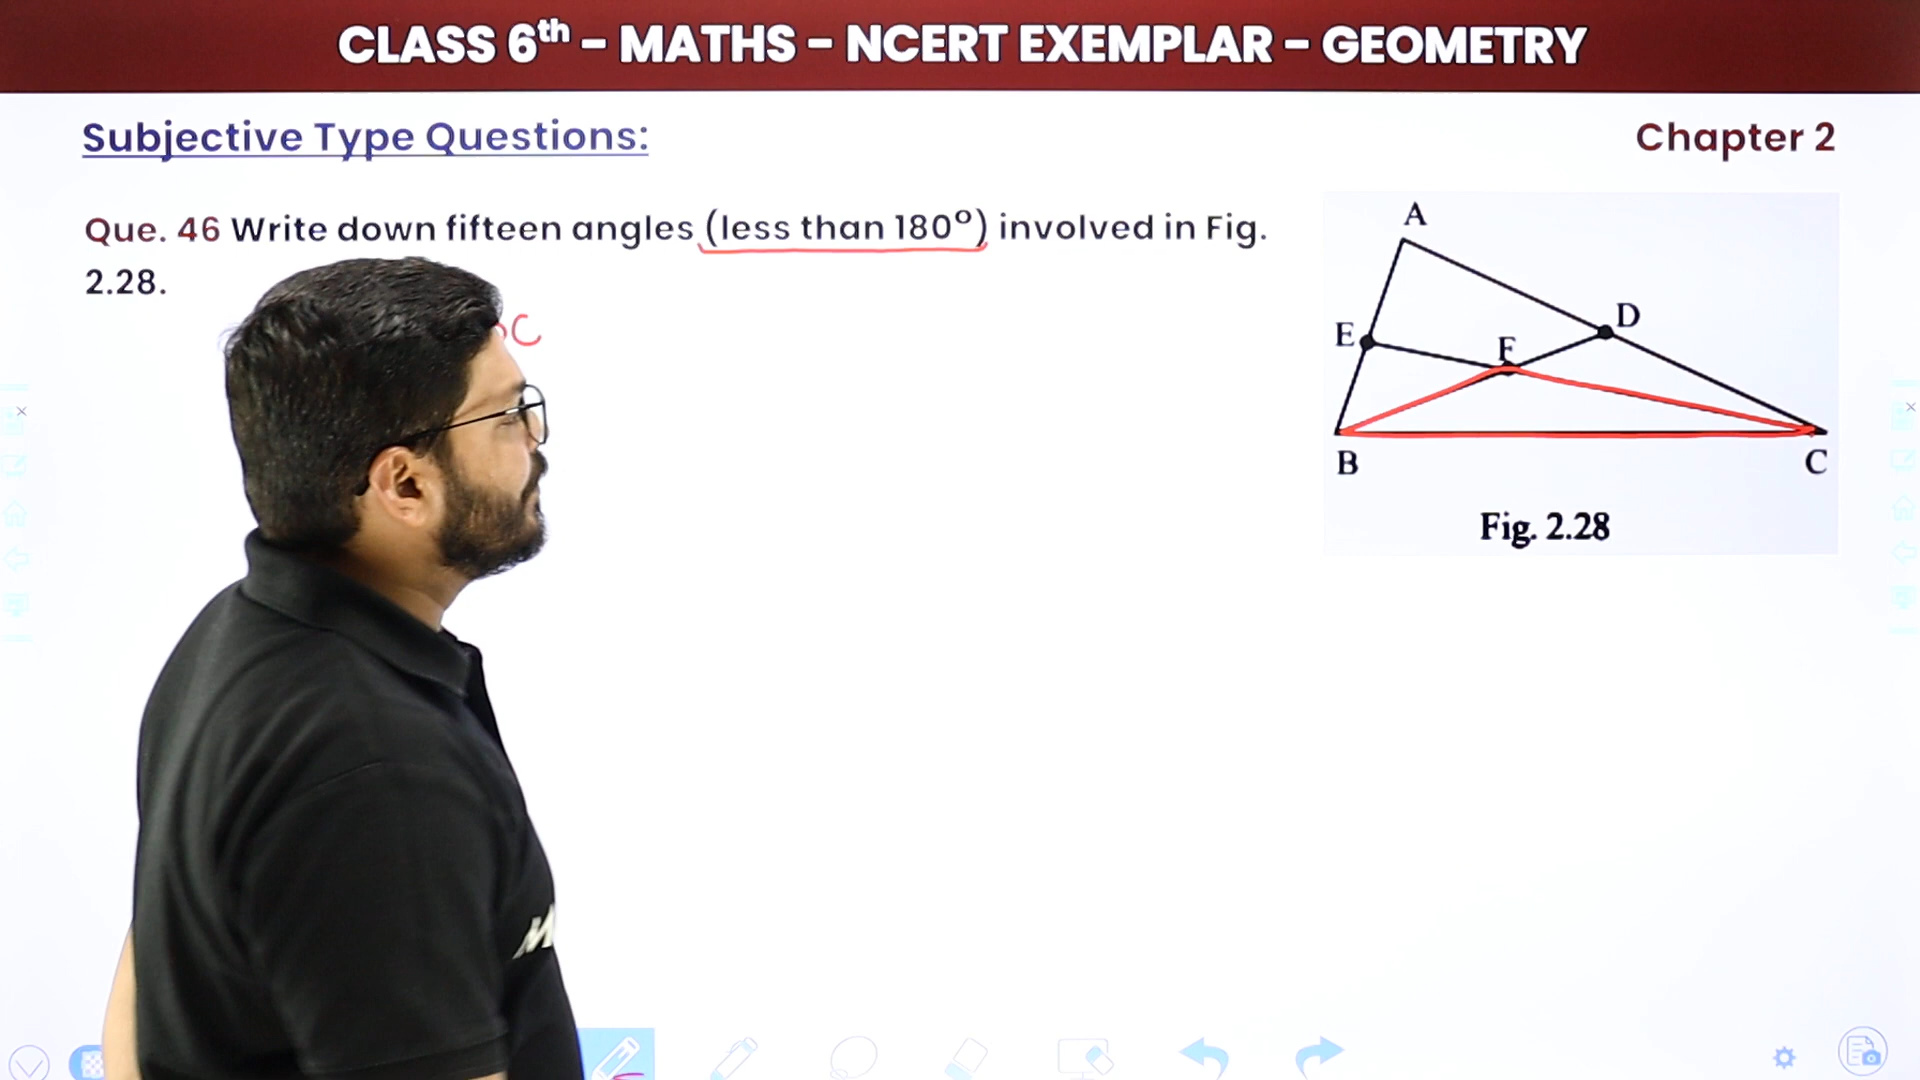 CLASS 6th – MATHS – NCERT EXEMPLAR – GEOMETRY
Subjective Type Questions:
Chapter 2
Que. 46 Write down fifteen angles (less than 180°) involved in Fig.
2.28.
A
E
D
F
B
C
Fig. 2.28